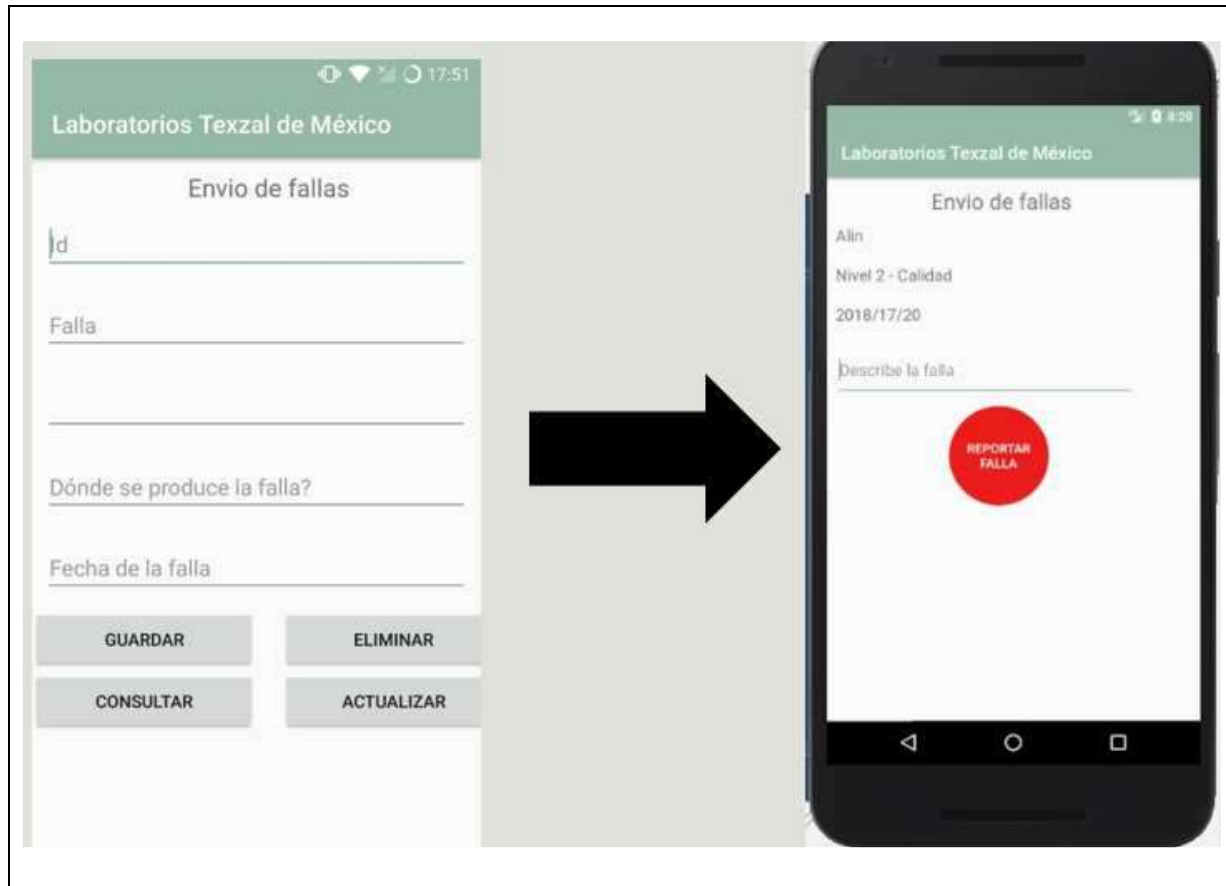 17:51
Laboratorios Texzal de México
Envio de fallas
Id
Falla
Dónde se produce la falla?
Fecha de la falla
GUARDAR
ELIMINAR
CONSULTAR
ACTUALIZAR
8:29
Laboratorios Texzal de México
Envio de fallas
Alin
Nivel 2 - Calidad
2018/17/20
Describe la falla
REPORTAR
FALLA